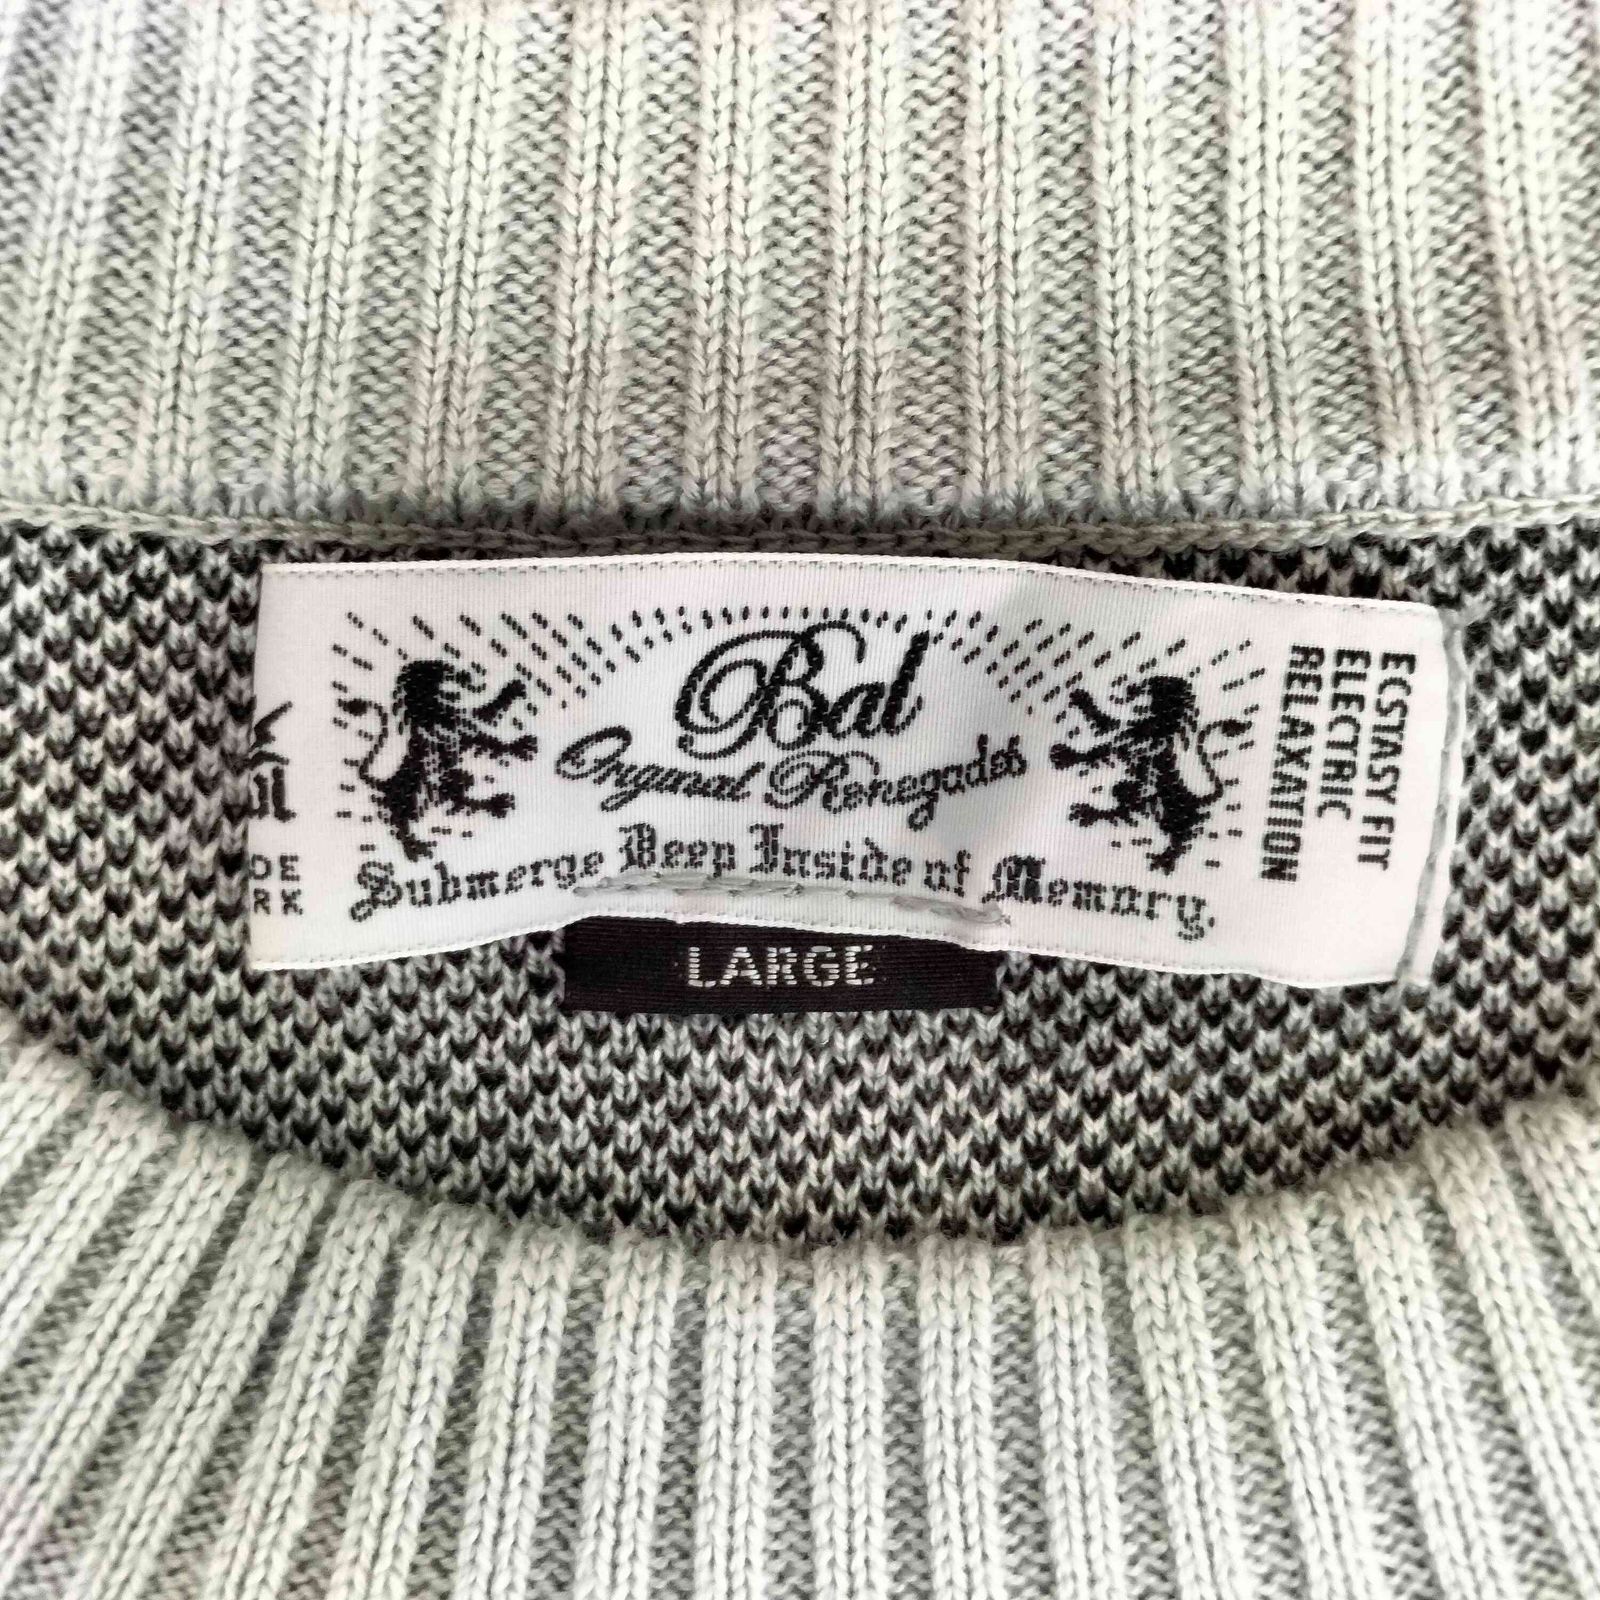 Bal
Original Renegades
Submerge Deep Inside of Memory.
ECSTASY FIT
ELECTRIC
RELAXATION
LARGE